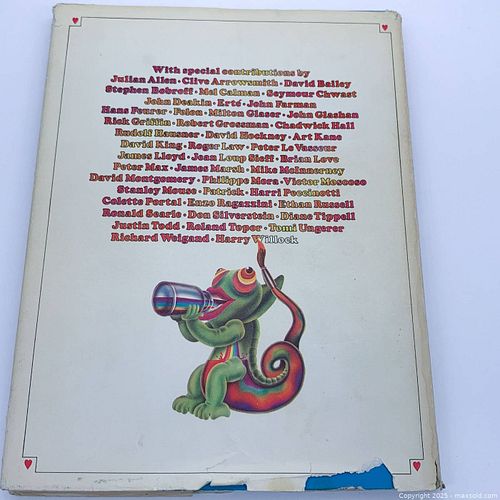 With special contributions by
Julian Allen · Clive Arrowsmith · David Bailey
Stephen Bobroff · Mel Calman · Seymour Chwast
John Deakin · Erté · John Farman
Hans Feurer · Folon · Milton Glaser · John Glashan
Rick Griffin · Robert Grossman · Chadwick Hall
Rudolf Hausner · David Hockney · Art Kane
David King · Roger Law · Peter Le Vasseur
James Lloyd · Jean Loup Sieff · Brian Love
Peter Max · James Marsh · Mike McInnerney
David Montgomery · Philippe Mora · Victor Moscoso
Stanley Mouse · Patrick · Harri Peccinotti
Colette Portal · Enzo Ragazzini · Ethan Russell
Ronald Searle · Don Silverstein · Diane Tippell
Justin Todd · Roland Topor · Tomi Ungerer
Richard Weigand · Harry Willock
Copyright 2025 - maxsold.com